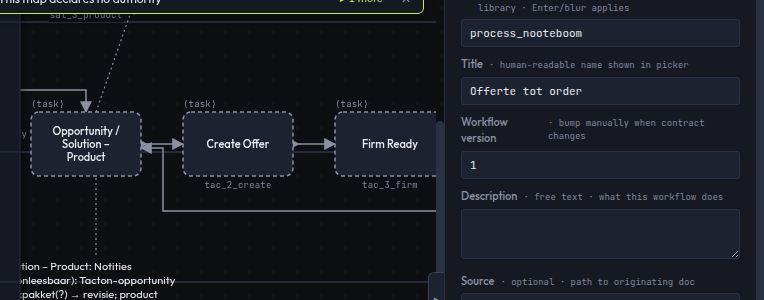 This map declares no authority
1 more
sal_3_product
library · Enter/blur applies
process_nooteboom
Title · human-readable name shown in picker
Offerte tot order
Workflow version · bump manually when contract changes
1
Description · free text · what this workflow does
Source · optional · path to originating doc
(task)
(task)
(task)
Opportunity /
Solution –
Product
Create Offer
Firm Ready
tac_2_create
tac_3_firm
tion – Product: Notities
onleesbaar): Tacton-opportunity
pakket(?) → revisie; product